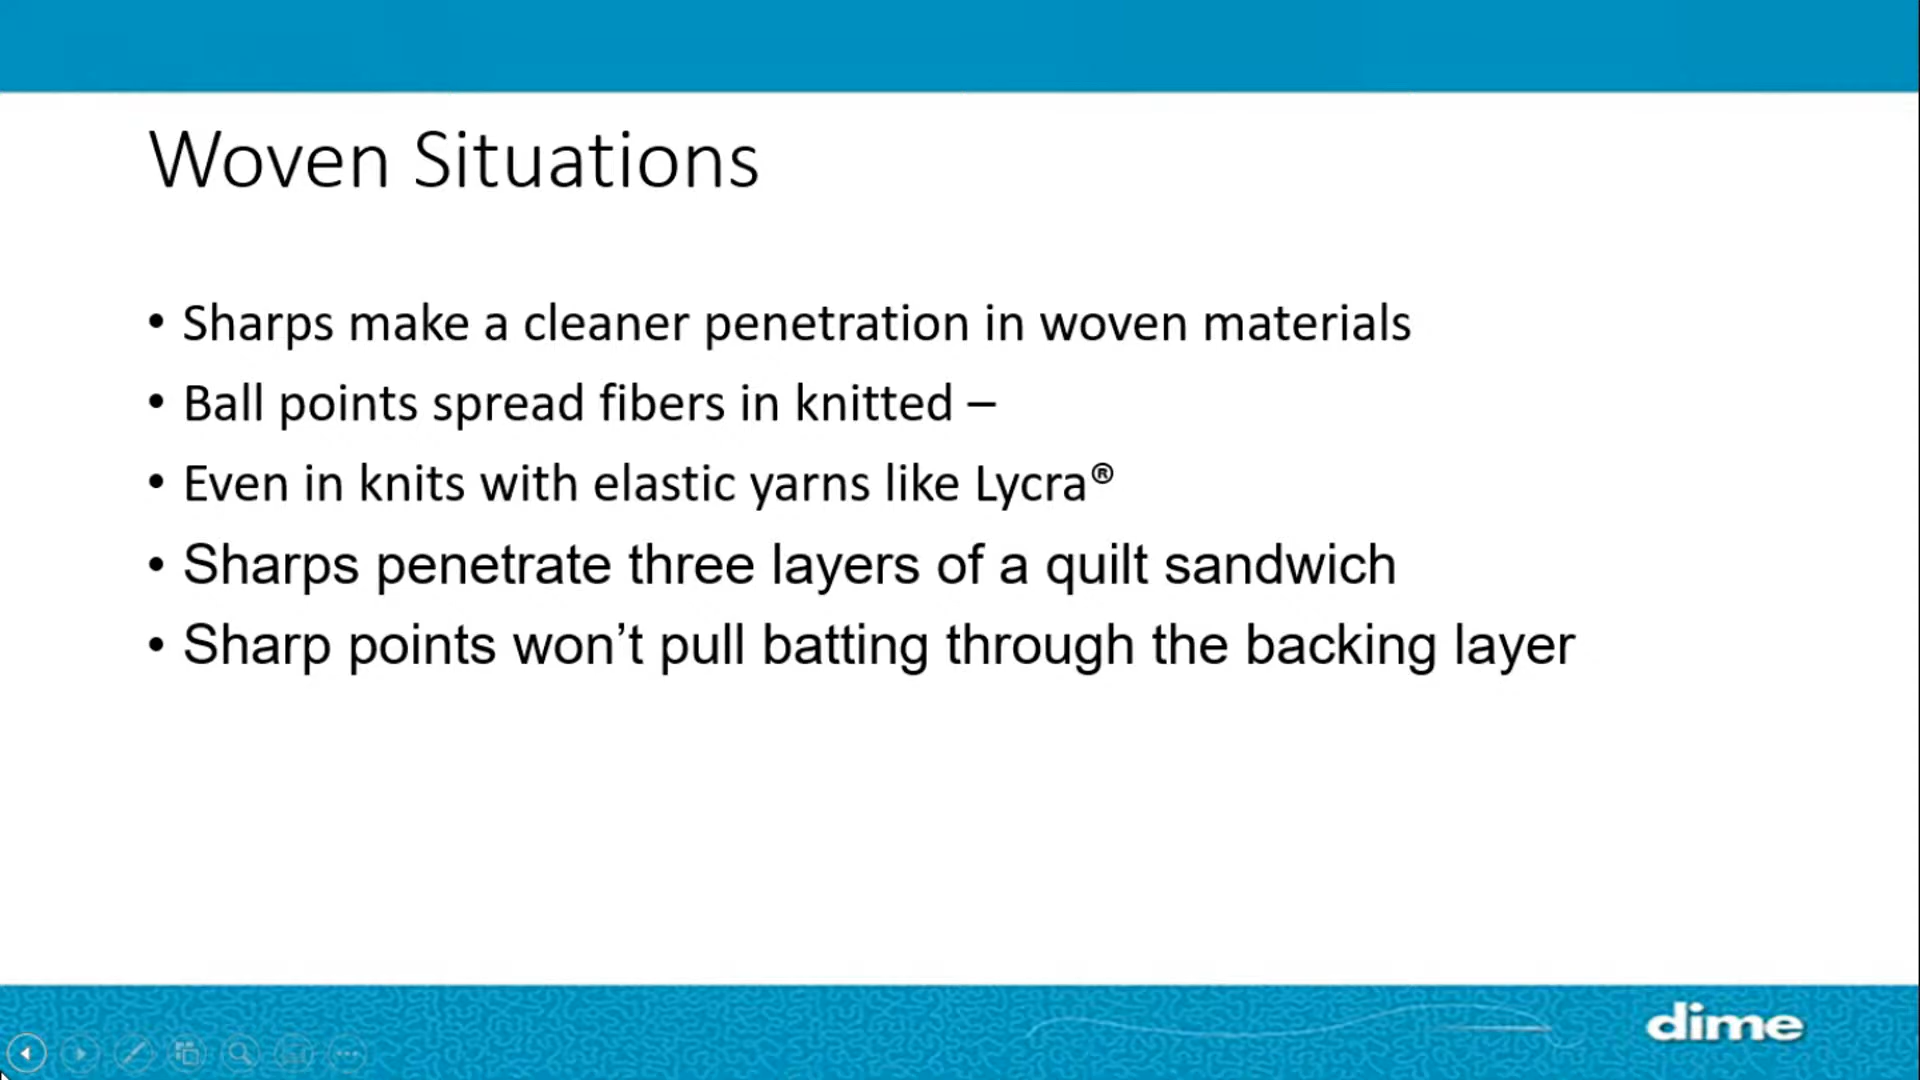 Woven Situations
• Sharps make a cleaner penetration in woven materials
• Ball points spread fibers in knitted –
• Even in knits with elastic yarns like Lycra®
• Sharps penetrate three layers of a quilt sandwich
• Sharp points won’t pull batting through the backing layer
dime